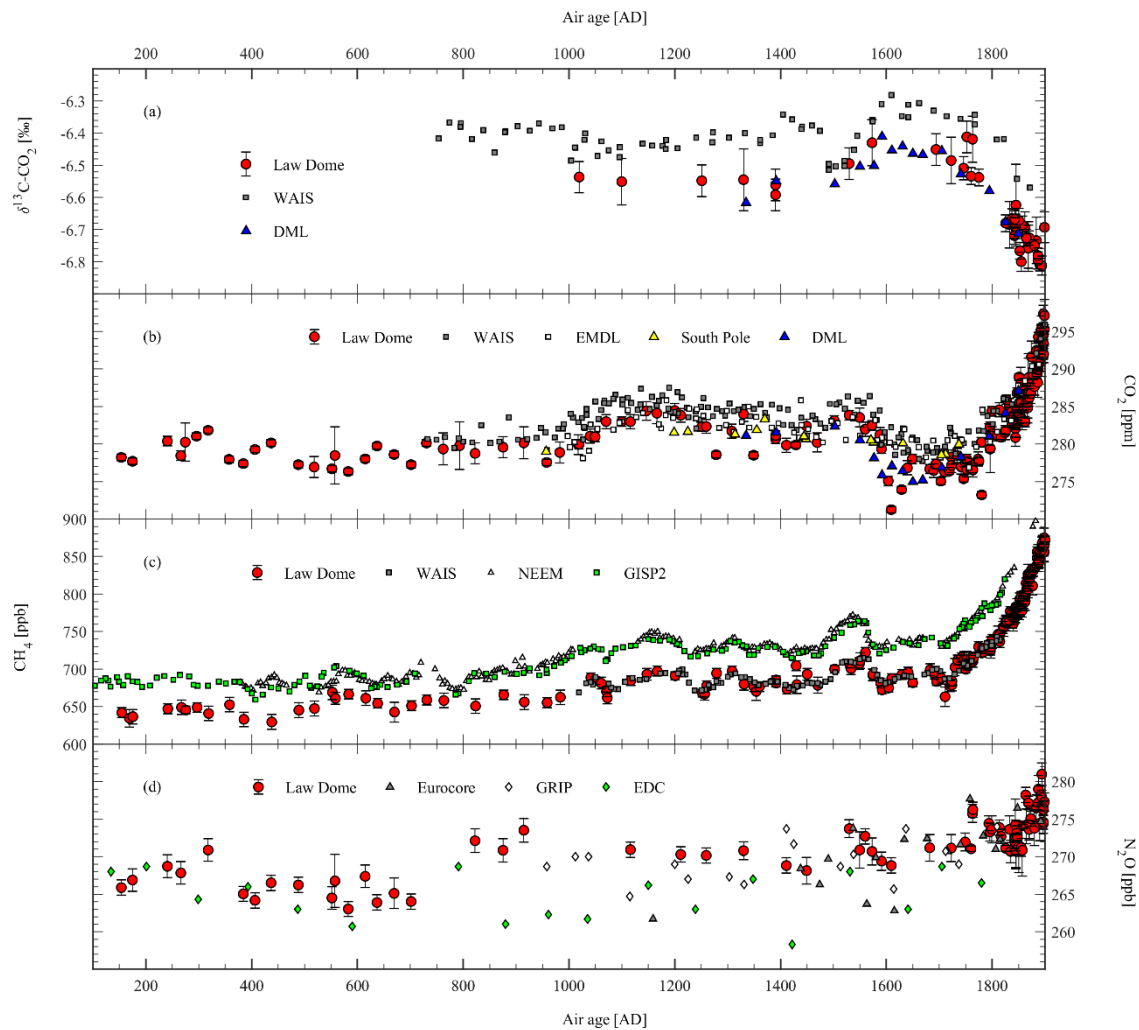 Air age [AD]
200 400 600 800 1000 1200 1400 1600 1800
(a)
δ¹³C-CO₂ [‰]
-6.3
-6.4
-6.5
-6.6
-6.7
-6.8
Law Dome
WAIS
DML
(b)
Law Dome WAIS EMDL South Pole DML
CO₂ [ppm]
295
290
285
280
275
(c)
Law Dome WAIS NEEM GISP2
CH₄ [ppb]
900
850
800
750
700
650
600
(d)
Law Dome Eurocore GRIP EDC
N₂O [ppb]
280
275
270
265
260
200 400 600 800 1000 1200 1400 1600 1800
Air age [AD]